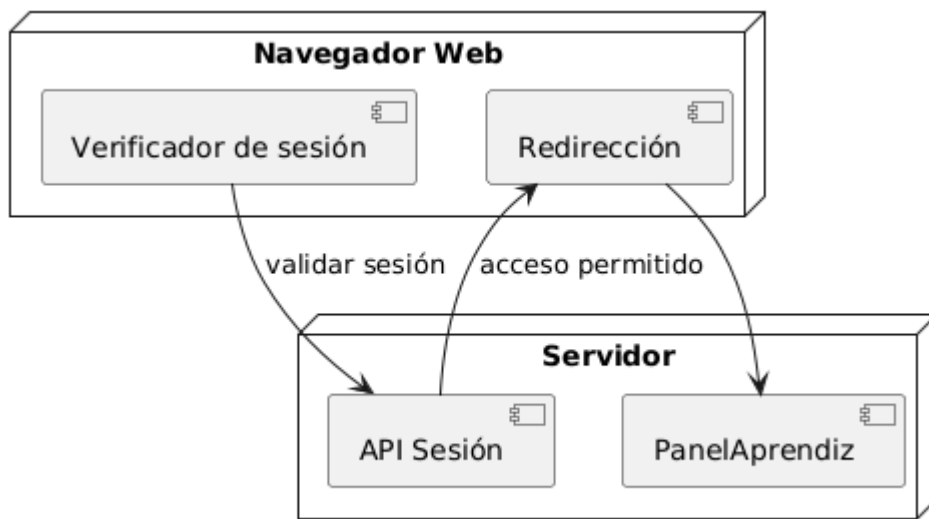 Navegador Web
Verificador de sesión
Redirección
validar sesión
acceso permitido
Servidor
API Sesión
PanelAprendiz